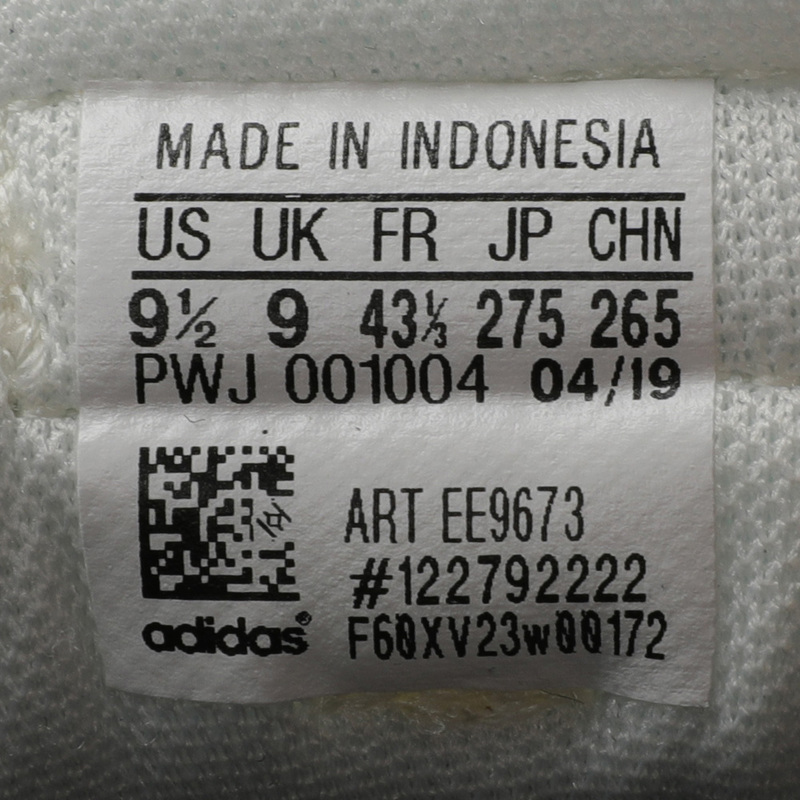 MADE IN INDONESIA
US UK FR JP CHN
9½ 9 43⅓ 275 265
PWJ 001004 04/19
ART EE9673
#122792222
adidas® F60XV23w00172